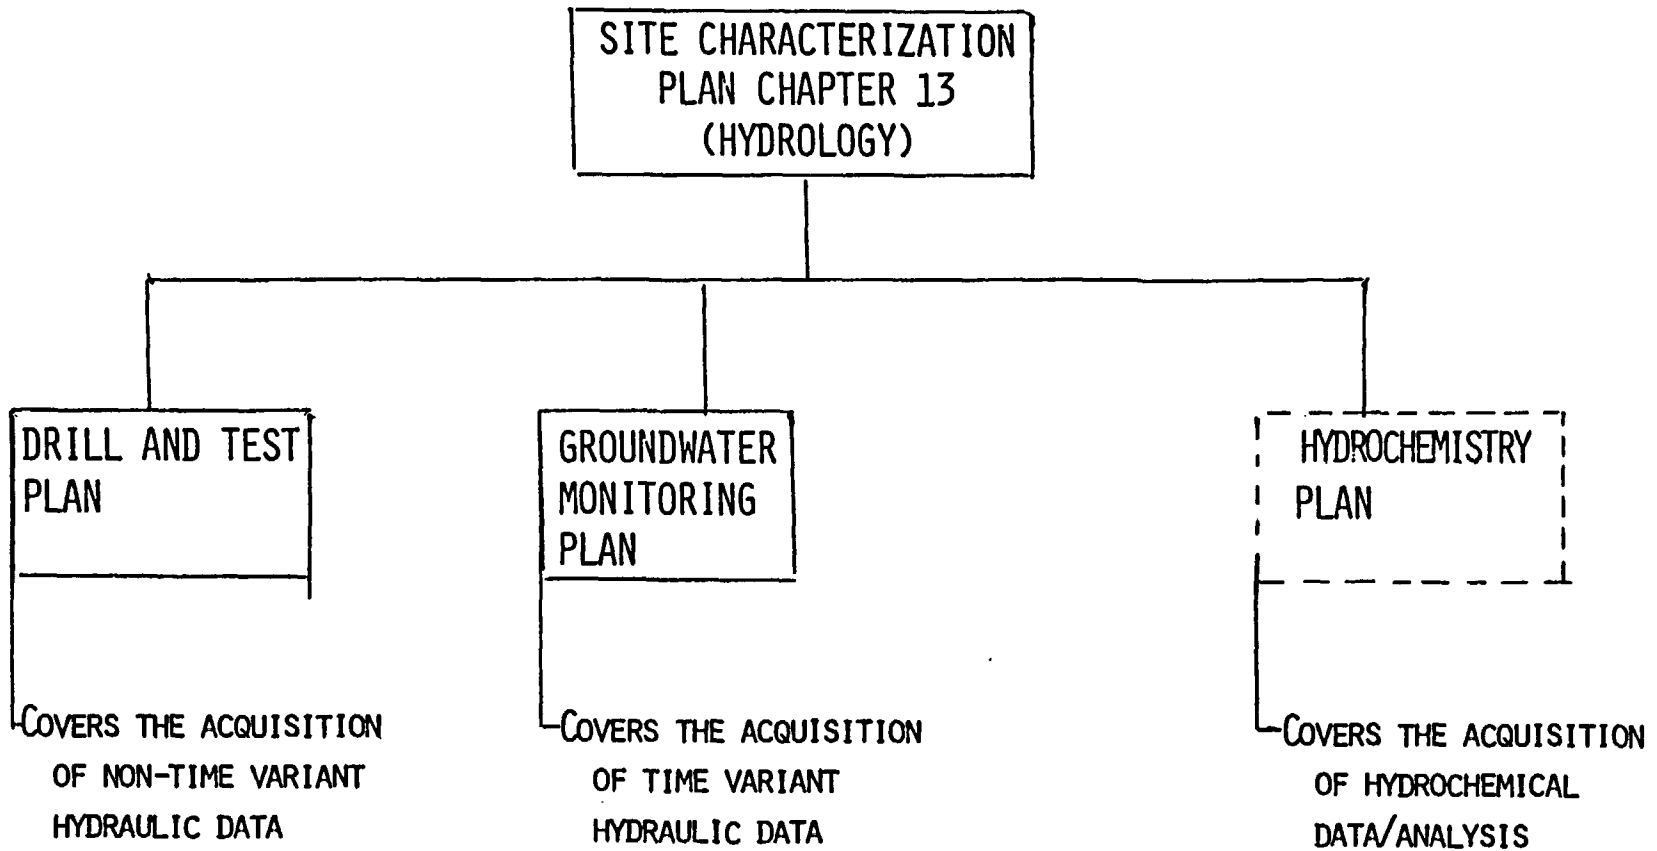 SITE CHARACTERIZATION
PLAN CHAPTER 13
(HYDROLOGY)
DRILL AND TEST
PLAN
GROUNDWATER
MONITORING
PLAN
HYDROCHEMISTRY
PLAN
COVERS THE ACQUISITION
OF NON-TIME VARIANT
HYDRAULIC DATA
COVERS THE ACQUISITION
OF TIME VARIANT
HYDRAULIC DATA
COVERS THE ACQUISITION
OF HYDROCHEMICAL
DATA/ANALYSIS